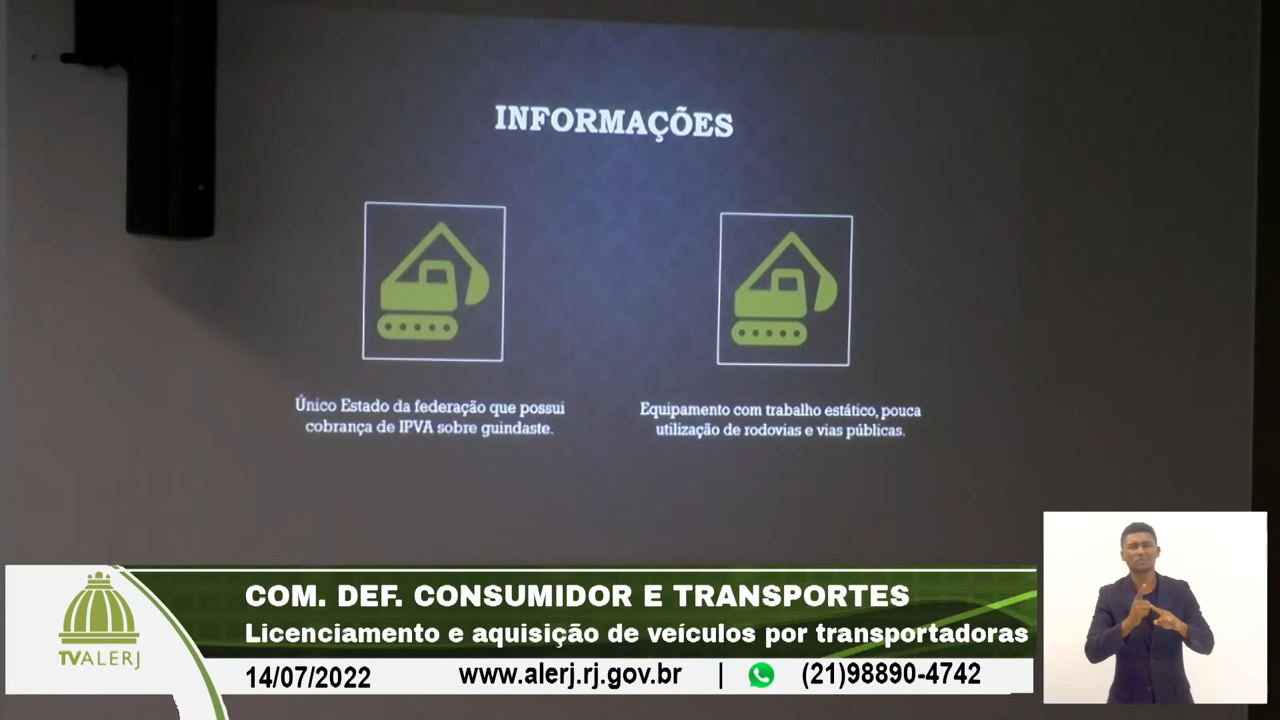 INFORMAÇÕES
Único Estado da federação que possui
cobrança de IPVA sobre guindaste.
Equipamento com trabalho estático, pouca
utilização de rodovias e vias públicas.
COM. DEF. CONSUMIDOR E TRANSPORTES
Licenciamento e aquisição de veículos por transportadoras
TVALERJ
14/07/2022 www.alerj.rj.gov.br | (21)98890-4742